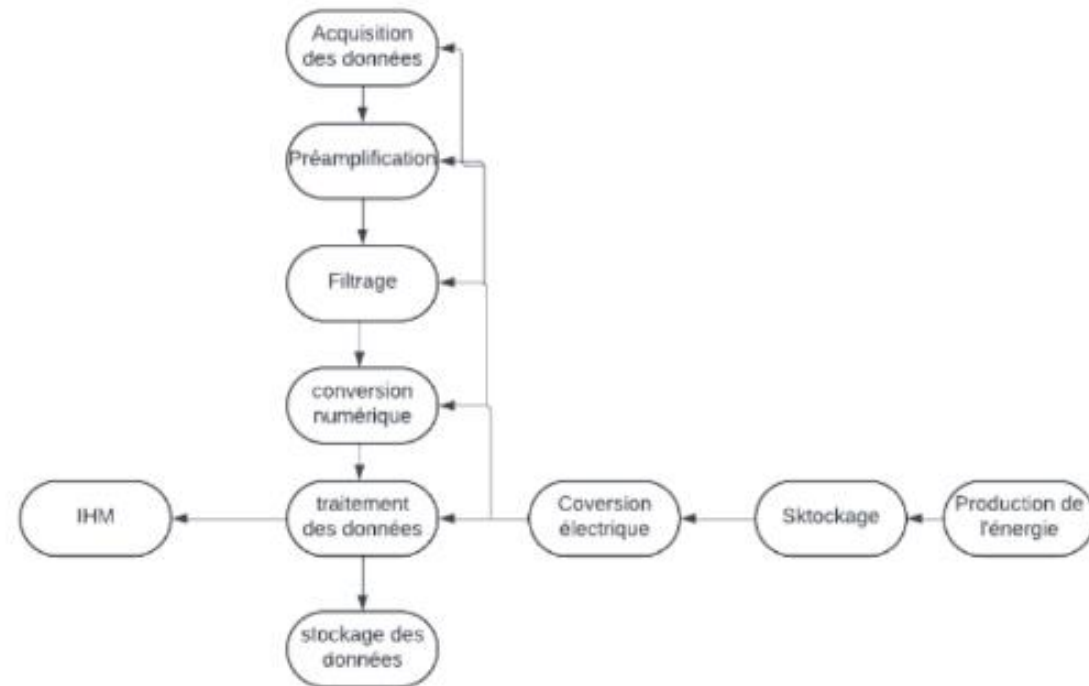 Acquisition
des données
Préamplification
Filtrage
conversion
numérique
IHM
traitement
des données
Coversion
électrique
Sktockage
Production de
l'énergie
stockage des
données